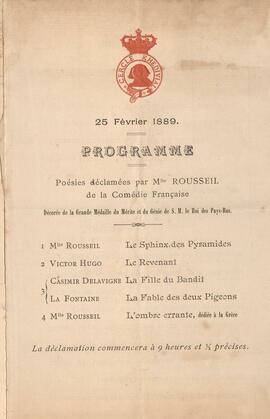 CERCLE KHÉDIVIAL
25 Février 1889.
PROGRAMME
Poésies déclamées par Mlle ROUSSEIL
de la Comédie Française
Décorée de la Grande Médaille du Mérite et du Génie de S. M. le Roi des Pays-Bas.
1 Mlle Rousseil Le Sphinx des Pyramides
2 Victor Hugo Le Revenant
3 Casimir Delavigne La Fille du Bandit
La Fontaine La Fable des deux Pigeons
4 Mlle Rousseil L'ombre errante, dédiée à la Grèce
La déclamation commencera à 9 heures et ½ précises.